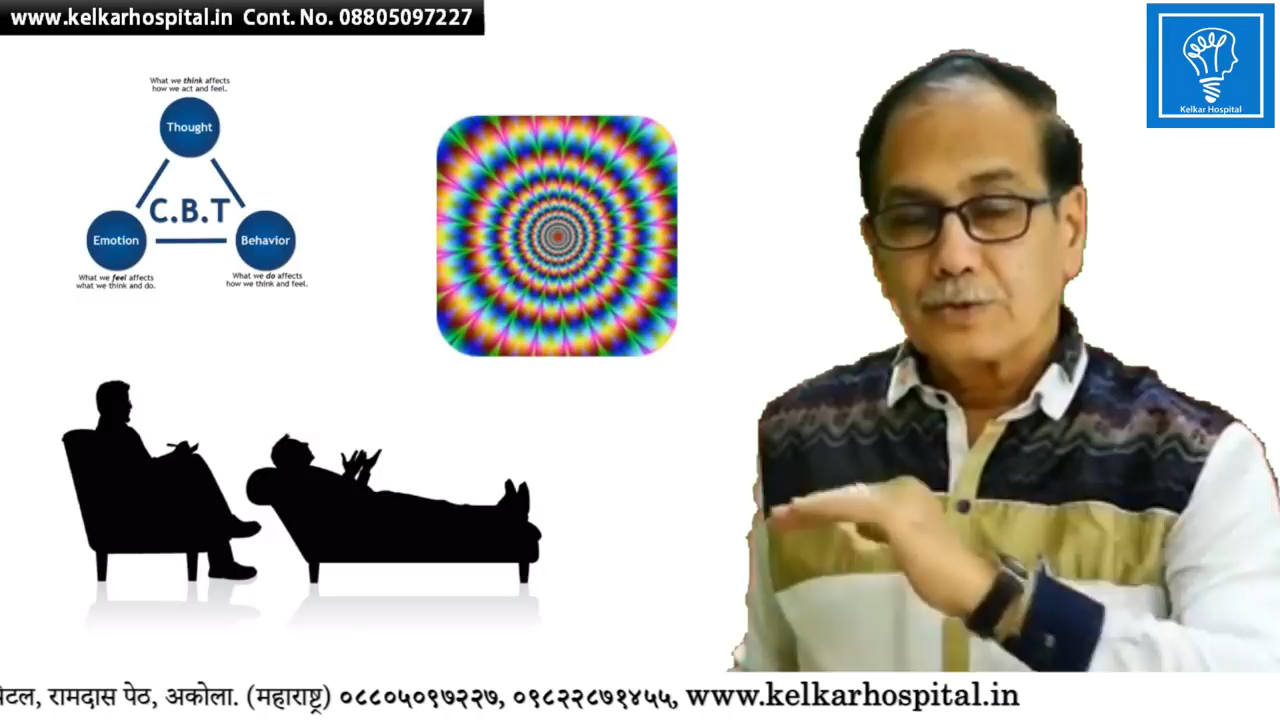 www.kelkarhospital.in Cont. No. 08805097227
Kelkar Hospital
What we think affects
how we act and feel.
Thought
C.B.T
Emotion
Behavior
What we feel affects
what we think and do.
What we do affects
how we think and feel.
रामदास पेठ, अकोला. (महाराष्ट्र) ०८८०५०९७२२७, ०९८२२८७१४५५, www.kelkarhospital.in